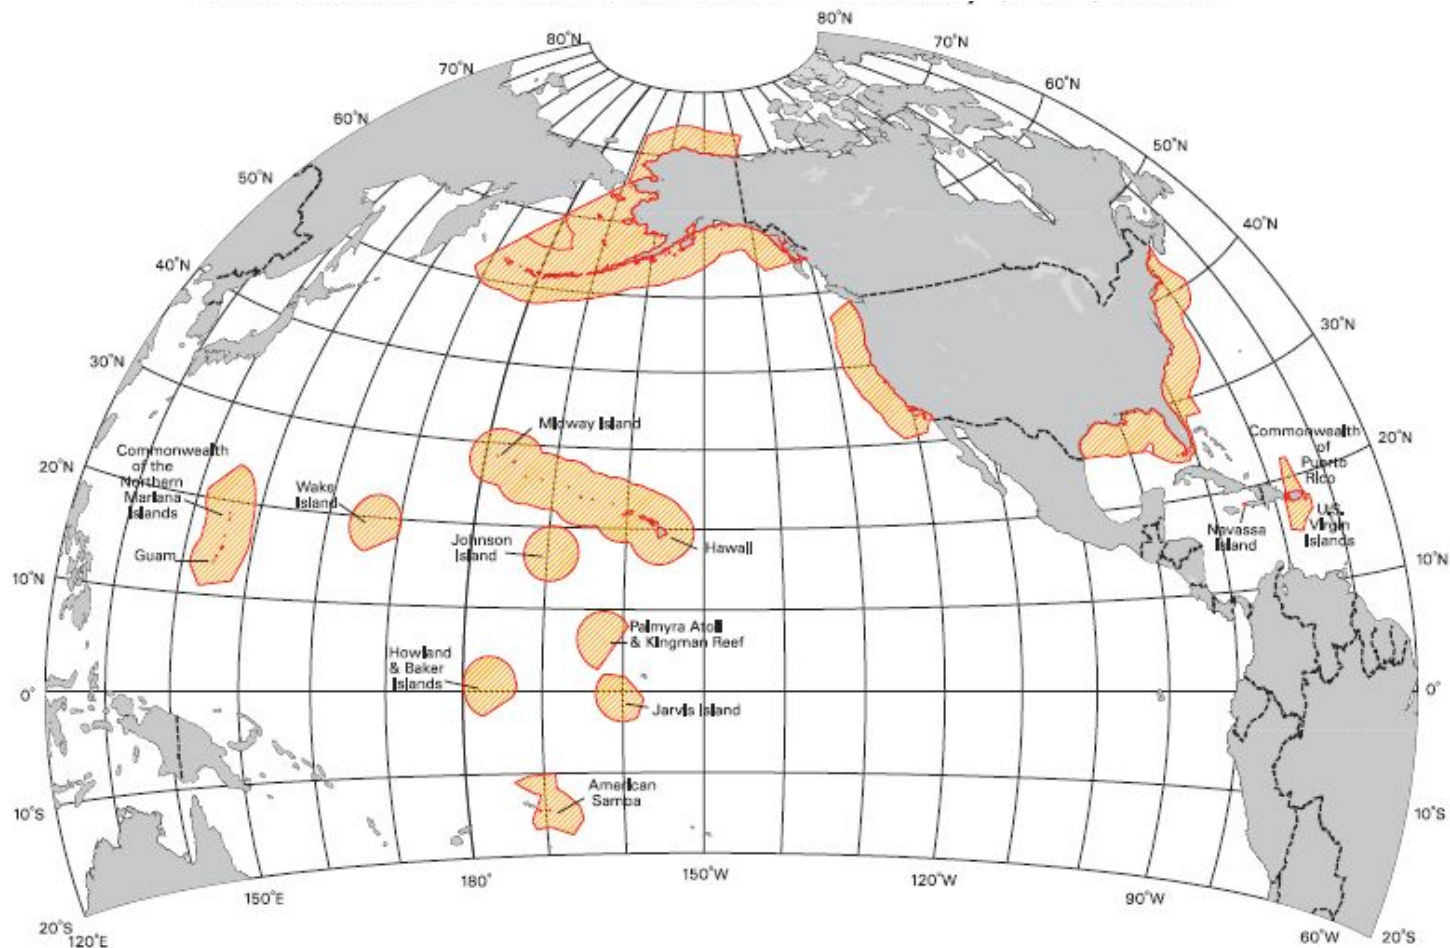 80°N
80°N
70°N
70°N
60°N
60°N
50°N
50°N
40°N
40°N
30°N
30°N
20°N
20°N
10°N
10°N
0°
0°
10°S
10°S
20°S
20°S
120°E
150°E
180°
150°W
120°W
90°W
60°W
Midway Island
Commonwealth
of the
Northern
Mariana
Islands
Guam
Wake
Island
Johnson
Island
Hawaii
Palmyra Atoll
& Kingman Reef
Howland
& Baker
Islands
Jarvis Island
American
Samoa
Commonwealth
of
Puerto
Rico
Navassa
Island
U.S.
Virgin
Islands